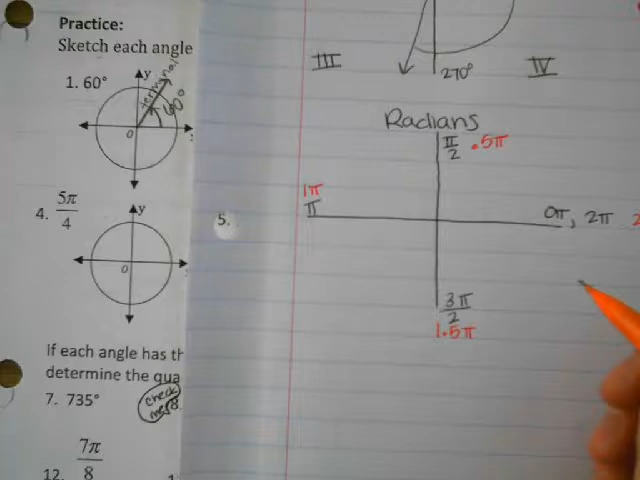 Practice:
Sketch each angle
1. 60°
y
terminal
60°
0
4. 5π/4
y
0
5.
If each angle has th
determine the qua
7. 735°
check
12. 7π/8
III
270°
IV
Radians
π/2 .5π
1π
π
0π, 2π
2
3π/2
1.5π